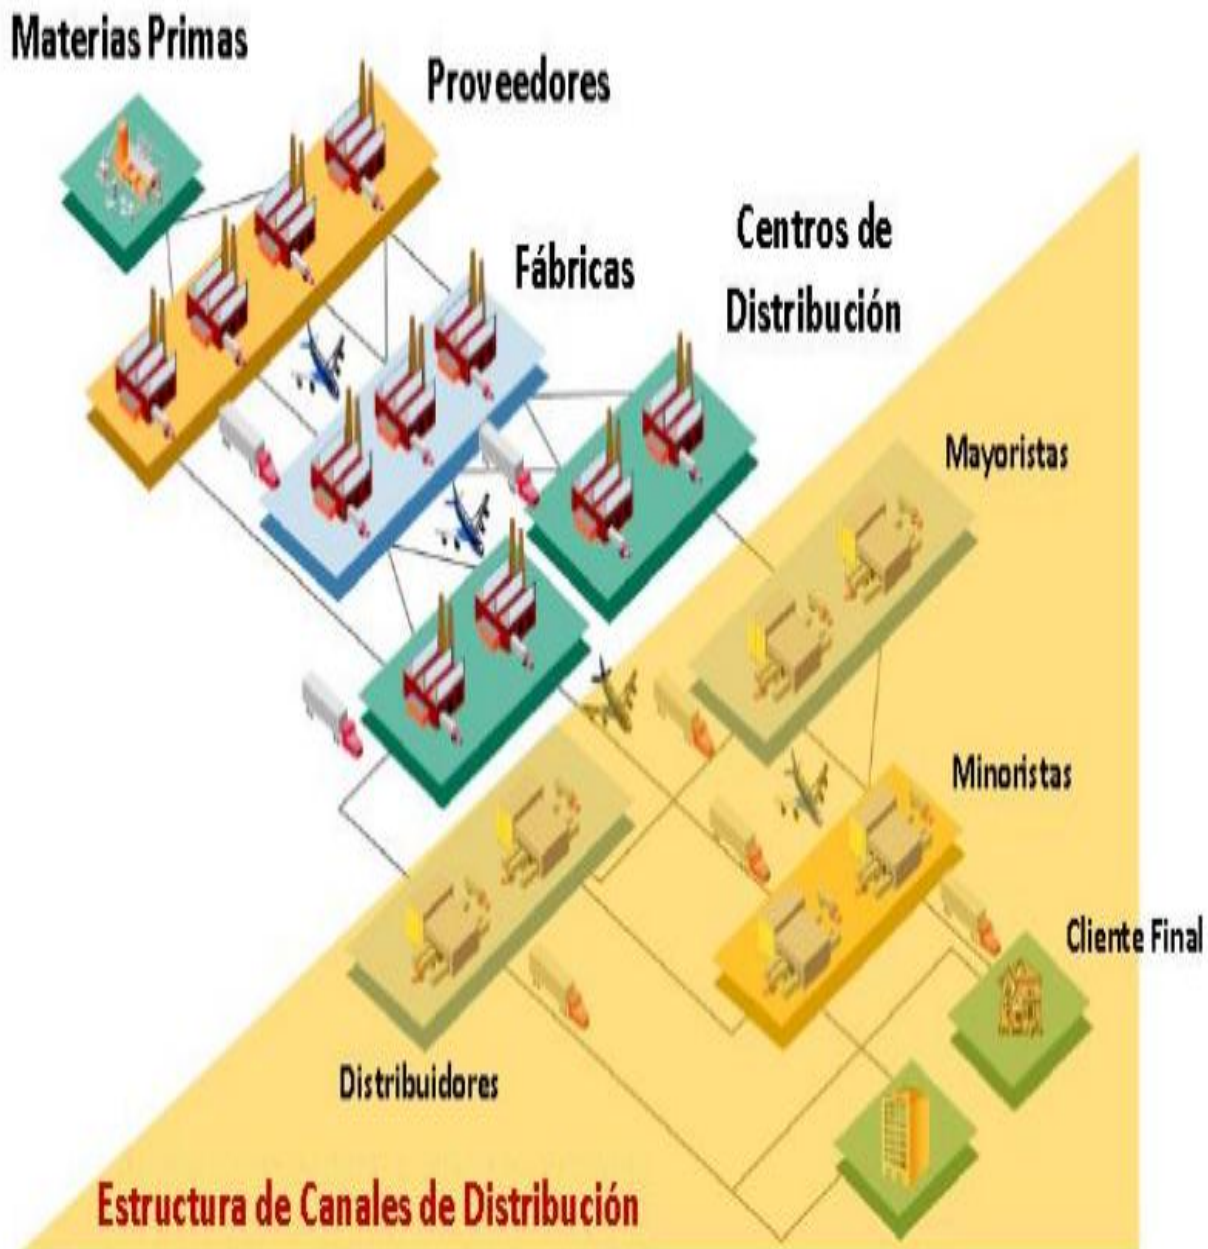 Materias Primas
Proveedores
Fábricas
Centros de
Distribución
Mayoristas
Minoristas
Cliente Final
Distribuidores
Estructura de Canales de Distribución